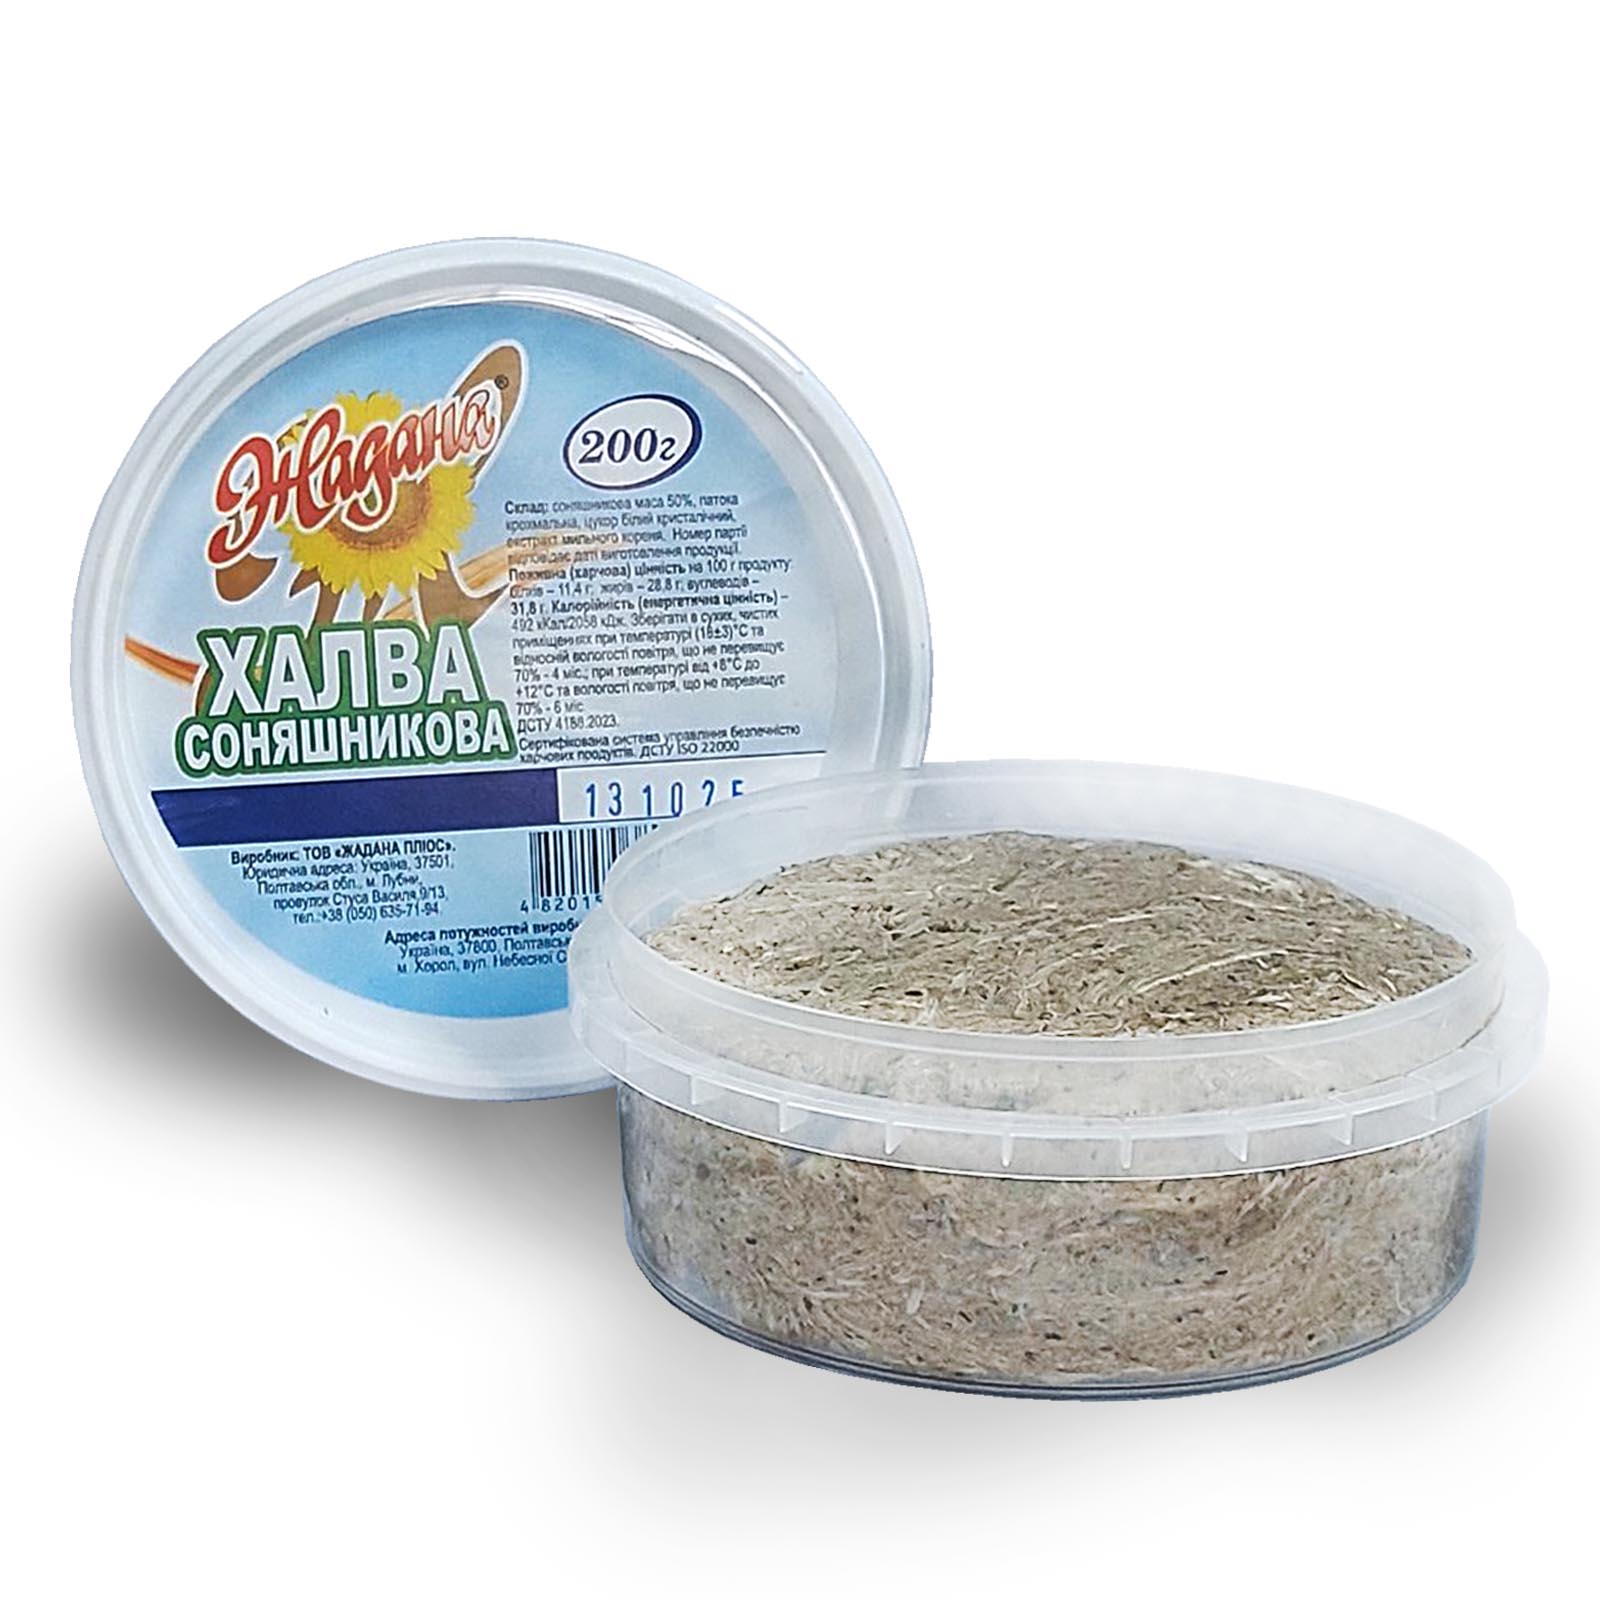 Жадана®
200г
ХАЛВА
СОНЯШНИКОВА
Склад: соняшникова маса 50%, патока
крохмальна, цукор білий кристалічний,
екстракт мильного кореня. Номер партії
відповідає даті виготовлення продукції.
Поживна (харчова) цінність на 100 г продукту:
білків – 11,4 г; жирів – 28,8 г; вуглеводів –
31,8 г. Калорійність (енергетична цінність) –
492 кКал/2058 кДж. Зберігати в сухих, чистих
приміщеннях при температурі (18±3)°С та
відносній вологості повітря, що не перевищує
70% - 4 міс.; при температурі від +8°С до
+12°С та вологості повітря, що не перевищує
70% - 6 міс.
ДСТУ 4188:2023.
Сертифікована система управління безпечністю
харчових продуктів. ДСТУ ISO 22000
13 10 25
Виробник: ТОВ «ЖАДАНА ПЛЮС».
Юридична адреса: Україна, 37501,
Полтавська обл., м. Лубни,
провулок Стуса Василя,9/13,
тел.:+38 (050) 635-71-94.
4 82015
Адреса потужностей вироб
Україна, 37800, Полтавськ
м. Хорол, вул. Небесної С